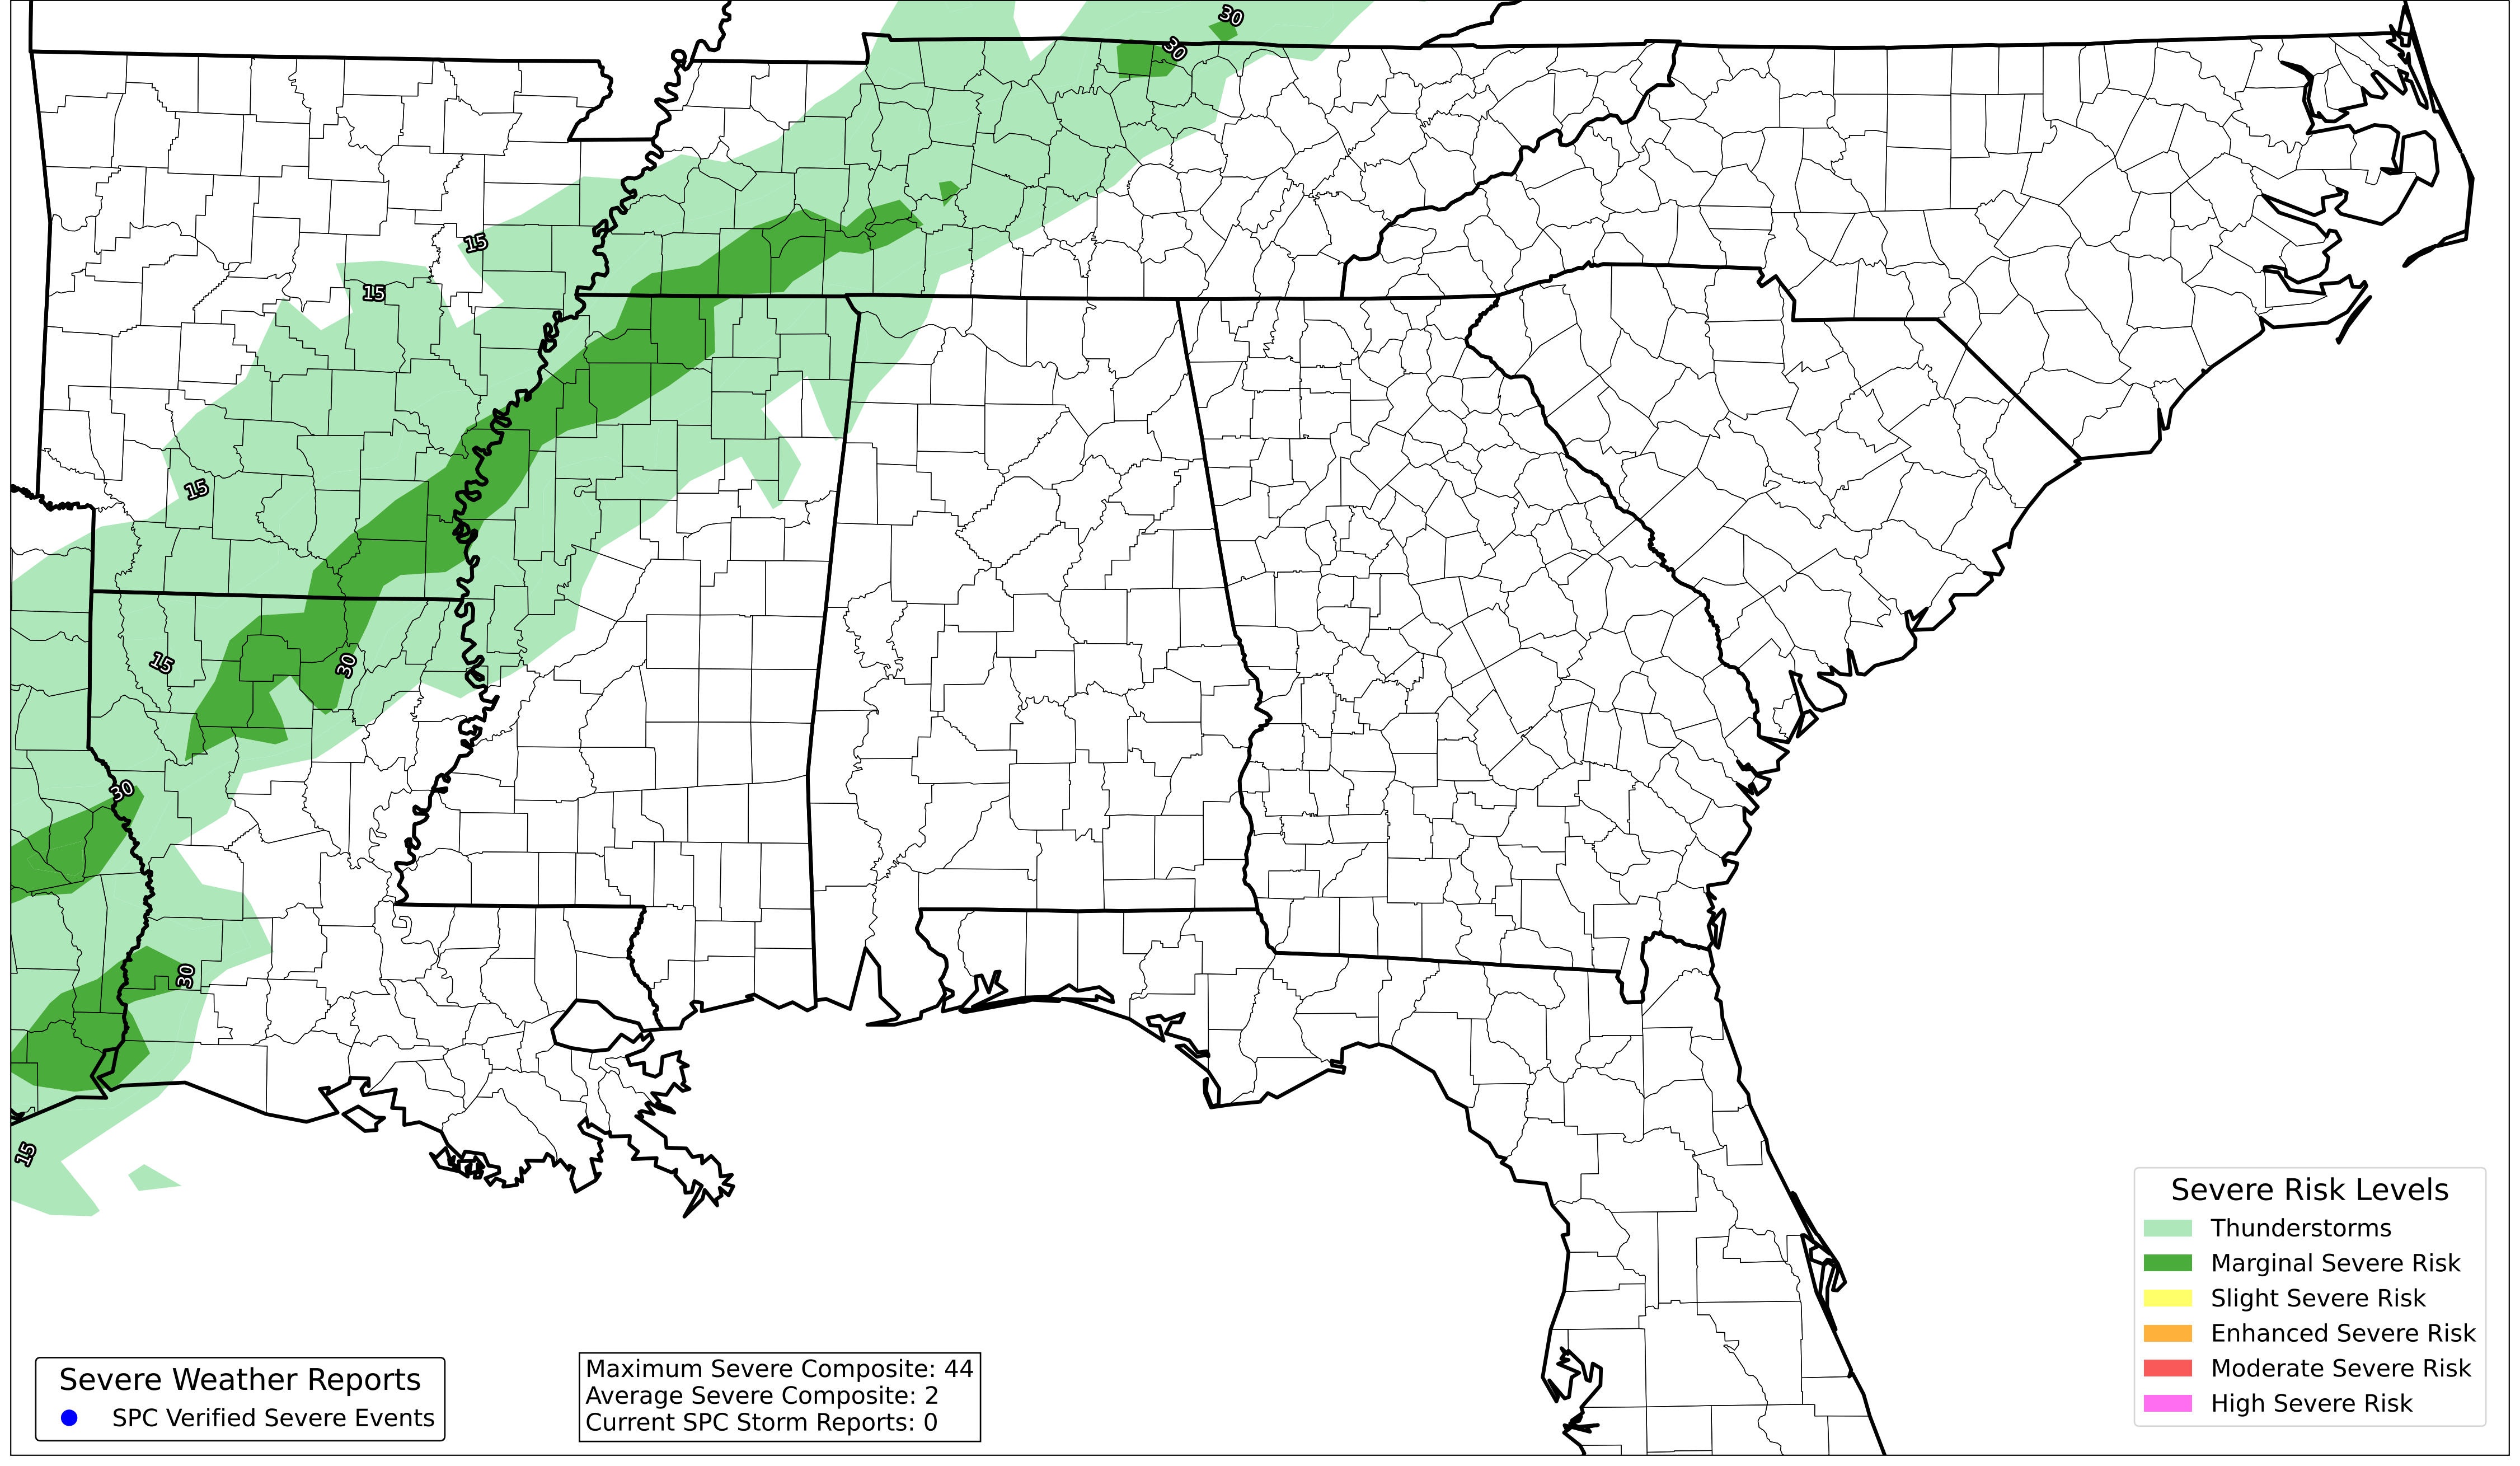 30
30
15
15
15
15
30
30
30
15
Severe Risk Levels
Thunderstorms
Marginal Severe Risk
Slight Severe Risk
Enhanced Severe Risk
Moderate Severe Risk
High Severe Risk
Severe Weather Reports
SPC Verified Severe Events
Maximum Severe Composite: 44
Average Severe Composite: 2
Current SPC Storm Reports: 0